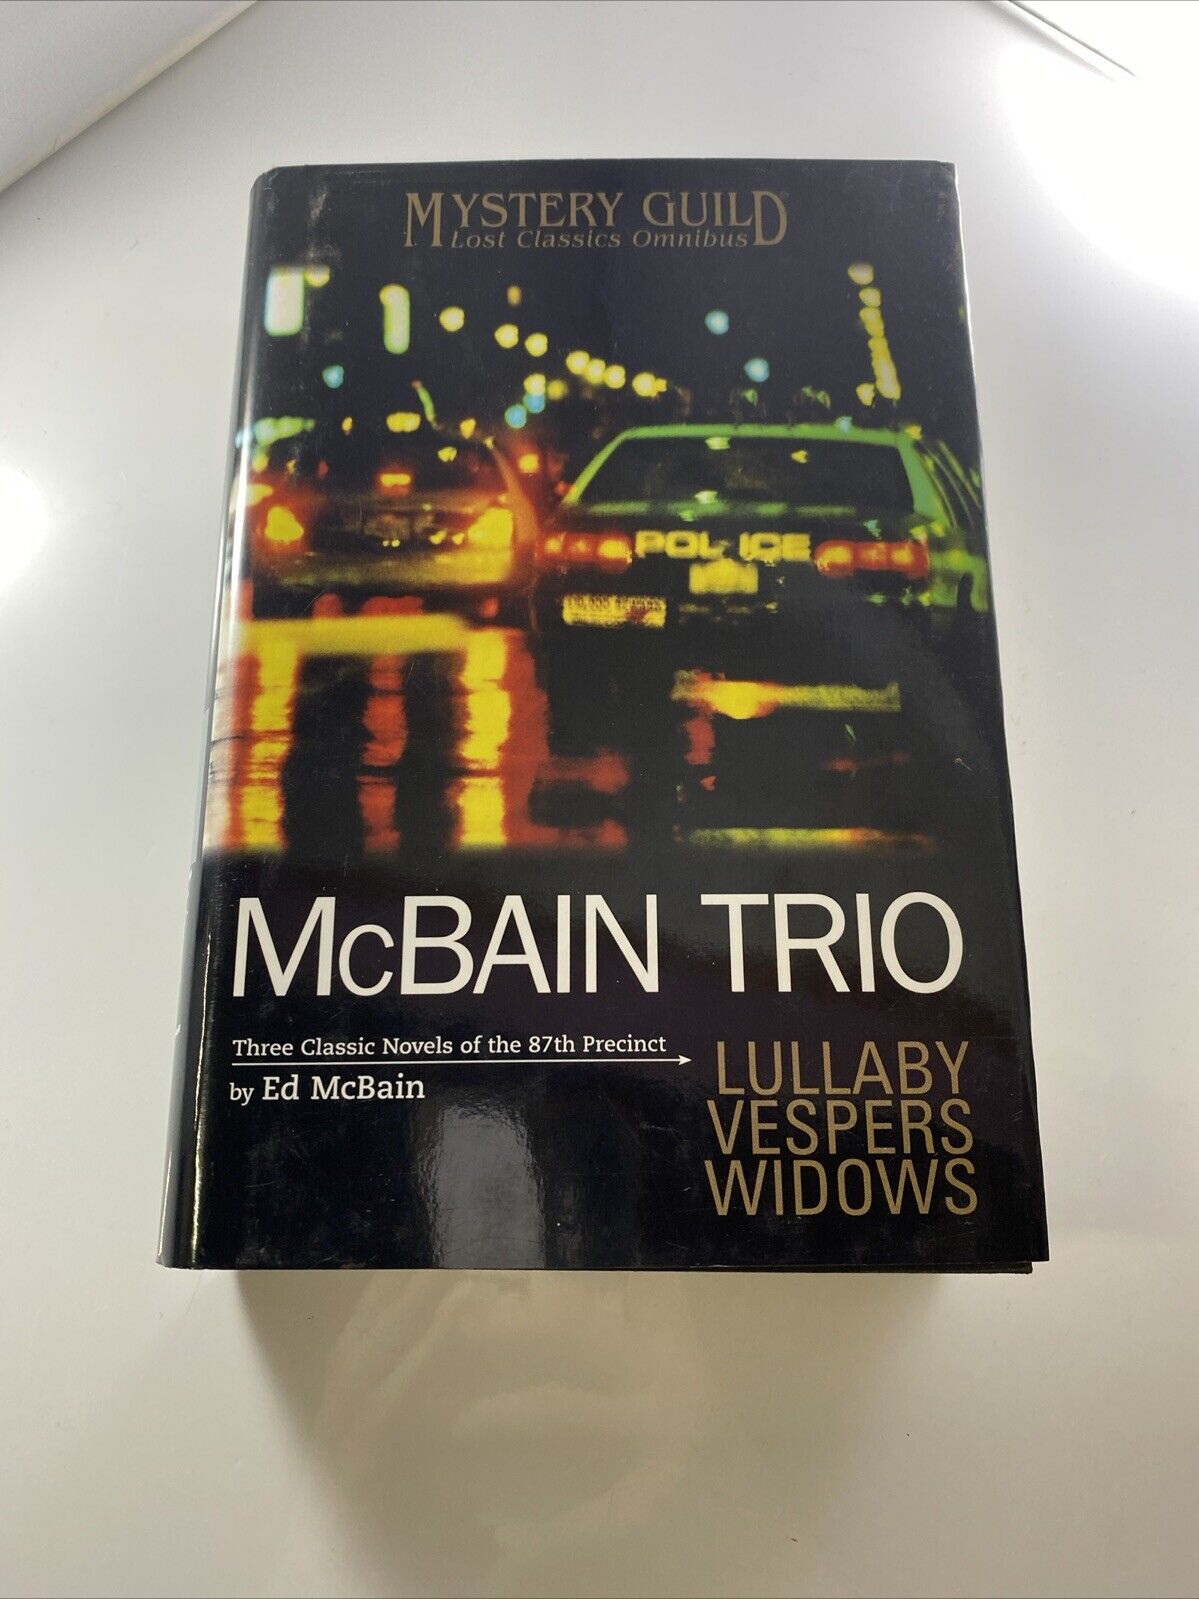 MYSTERY GUILD®
Lost Classics Omnibus
POLICE
McBAIN TRIO
Three Classic Novels of the 87th Precinct
by Ed McBain
LULLABY
VESPERS
WIDOWS